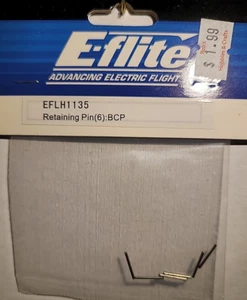 E-flite
ADVANCING ELECTRIC FLIGHT
$1.99
EFLH1135
Retaining Pin(6):BCP